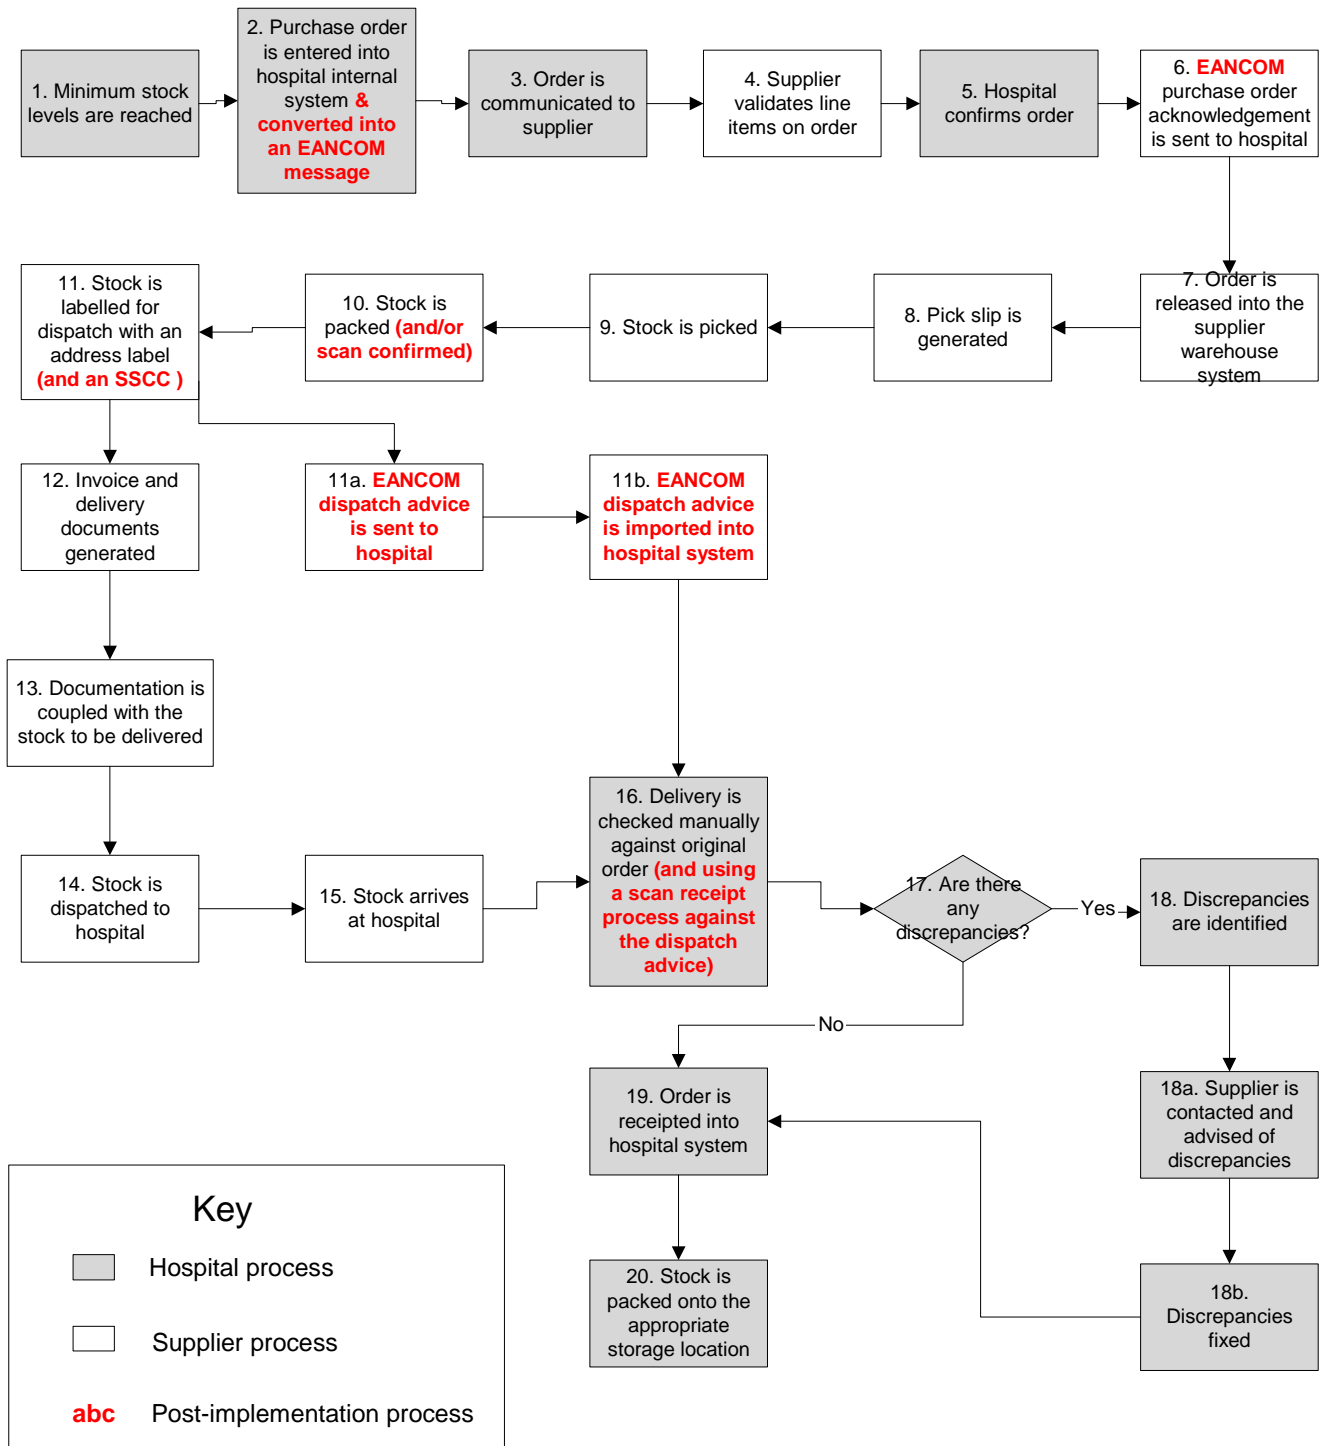 1. Minimum stock
levels are reached
2. Purchase order
is entered into
hospital internal
system &
converted into
an EANCOM
message
3. Order is
communicated to
supplier
4. Supplier
validates line
items on order
5. Hospital
confirms order
6. EANCOM
purchase order
acknowledgement
is sent to hospital
11. Stock is
labelled for
dispatch with an
address label
(and an SSCC )
10. Stock is
packed (and/or
scan confirmed)
9. Stock is picked
8. Pick slip is
generated
7. Order is
released into the
supplier
warehouse
system
12. Invoice and
delivery
documents
generated
11a. EANCOM
dispatch advice
is sent to
hospital
11b. EANCOM
dispatch advice
is imported into
hospital system
13. Documentation is
coupled with the
stock to be delivered
14. Stock is
dispatched to
hospital
15. Stock arrives
at hospital
16. Delivery is
checked manually
against original
order (and using
a scan receipt
process against
the dispatch
advice)
17. Are there
any
discrepancies?
Yes
18. Discrepancies
are identified
No
19. Order is
receipted into
hospital system
18a. Supplier is
contacted and
advised of
discrepancies
20. Stock is
packed onto the
appropriate
storage location
18b.
Discrepancies
fixed
Key
Hospital process
Supplier process
abc Post-implementation process